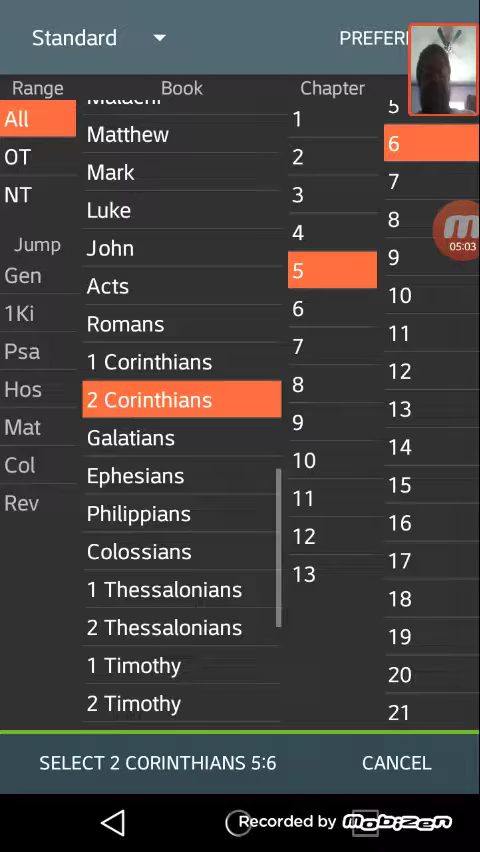 Standard
PREFER
Range Book Chapter
All
OT
NT
Jump
Gen
1Ki
Psa
Hos
Mat
Col
Rev
Malachi
Matthew
Mark
Luke
John
Acts
Romans
1 Corinthians
2 Corinthians
Galatians
Ephesians
Philippians
Colossians
1 Thessalonians
2 Thessalonians
1 Timothy
2 Timothy
1
2
3
4
5
6
7
8
9
10
11
12
13
5
6
7
8
9
10
11
12
13
14
15
16
17
18
19
20
21
05:03
SELECT 2 CORINTHIANS 5:6 CANCEL
Recorded by Mobizen